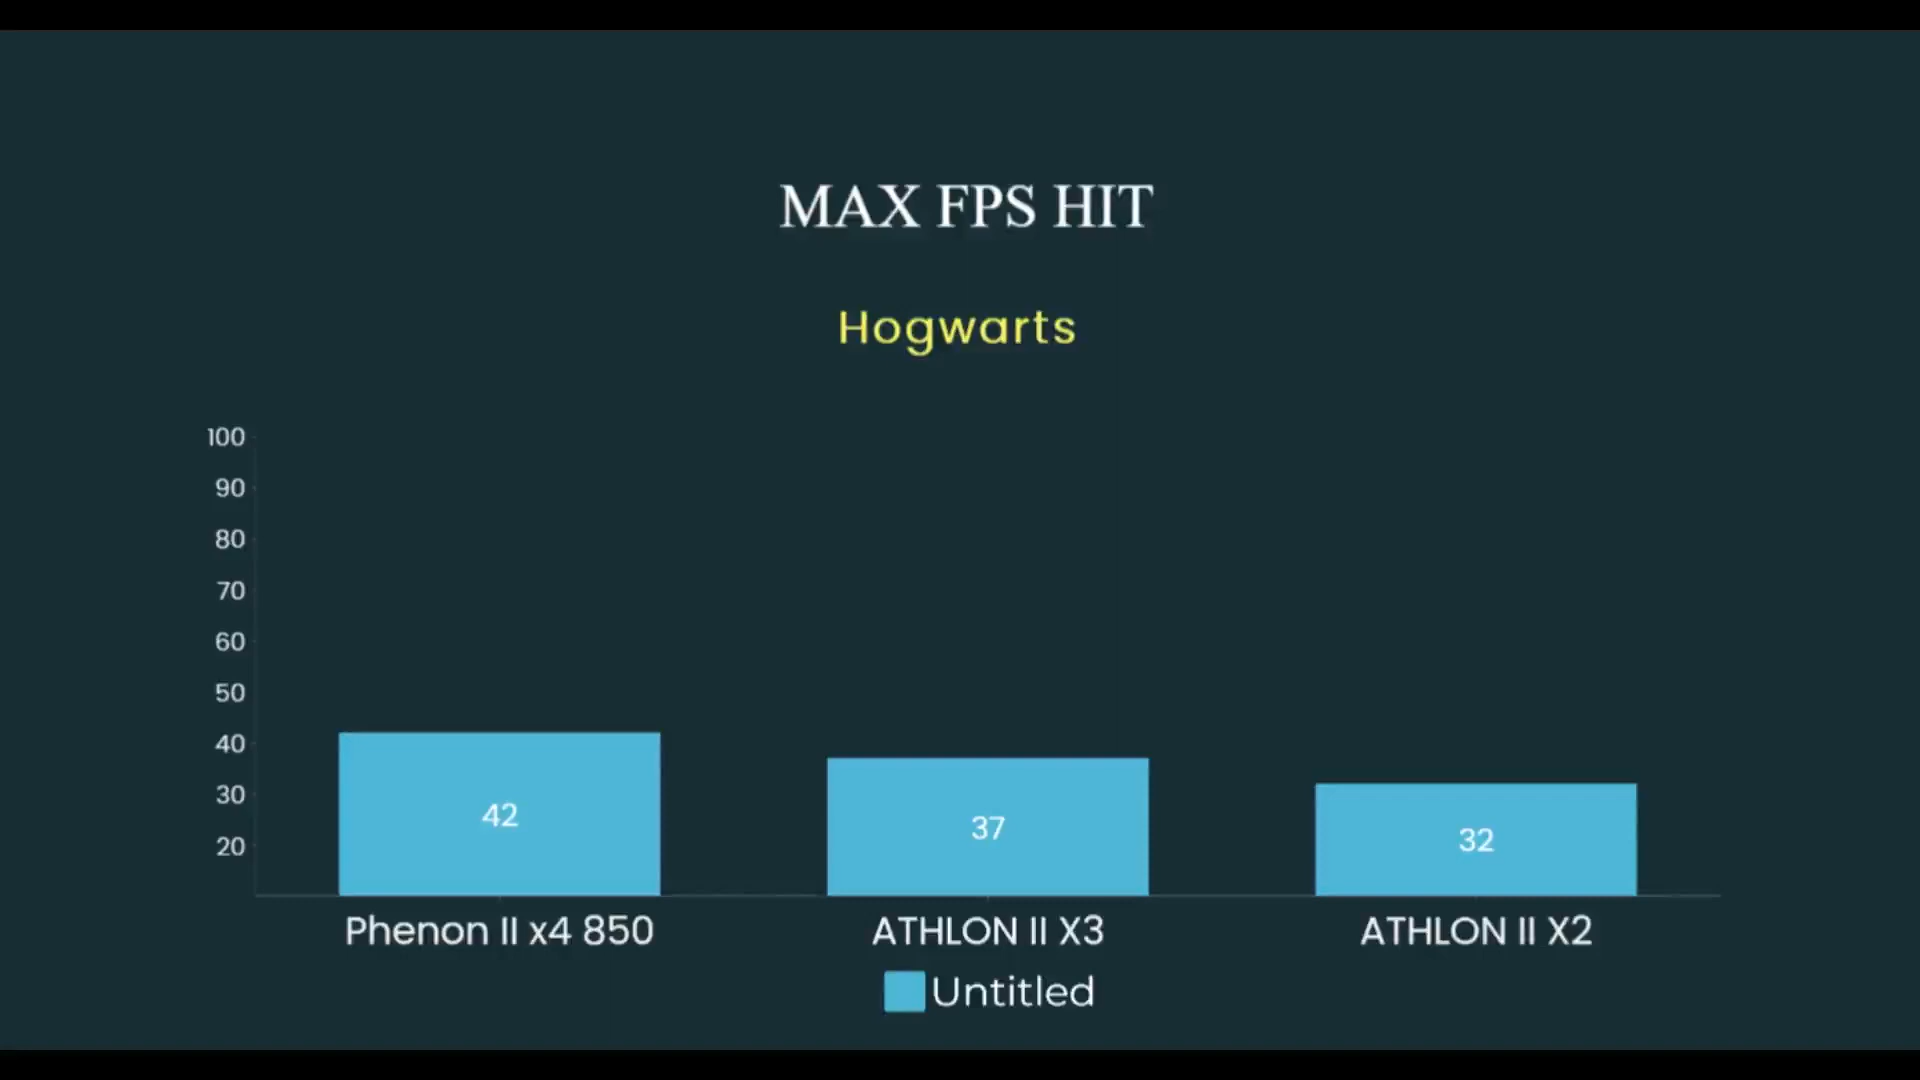 MAX FPS HIT
Hogwarts
100
90
80
70
60
50
40
30
20
42
37
32
Phenon II x4 850
ATHLON II X3
ATHLON II X2
Untitled